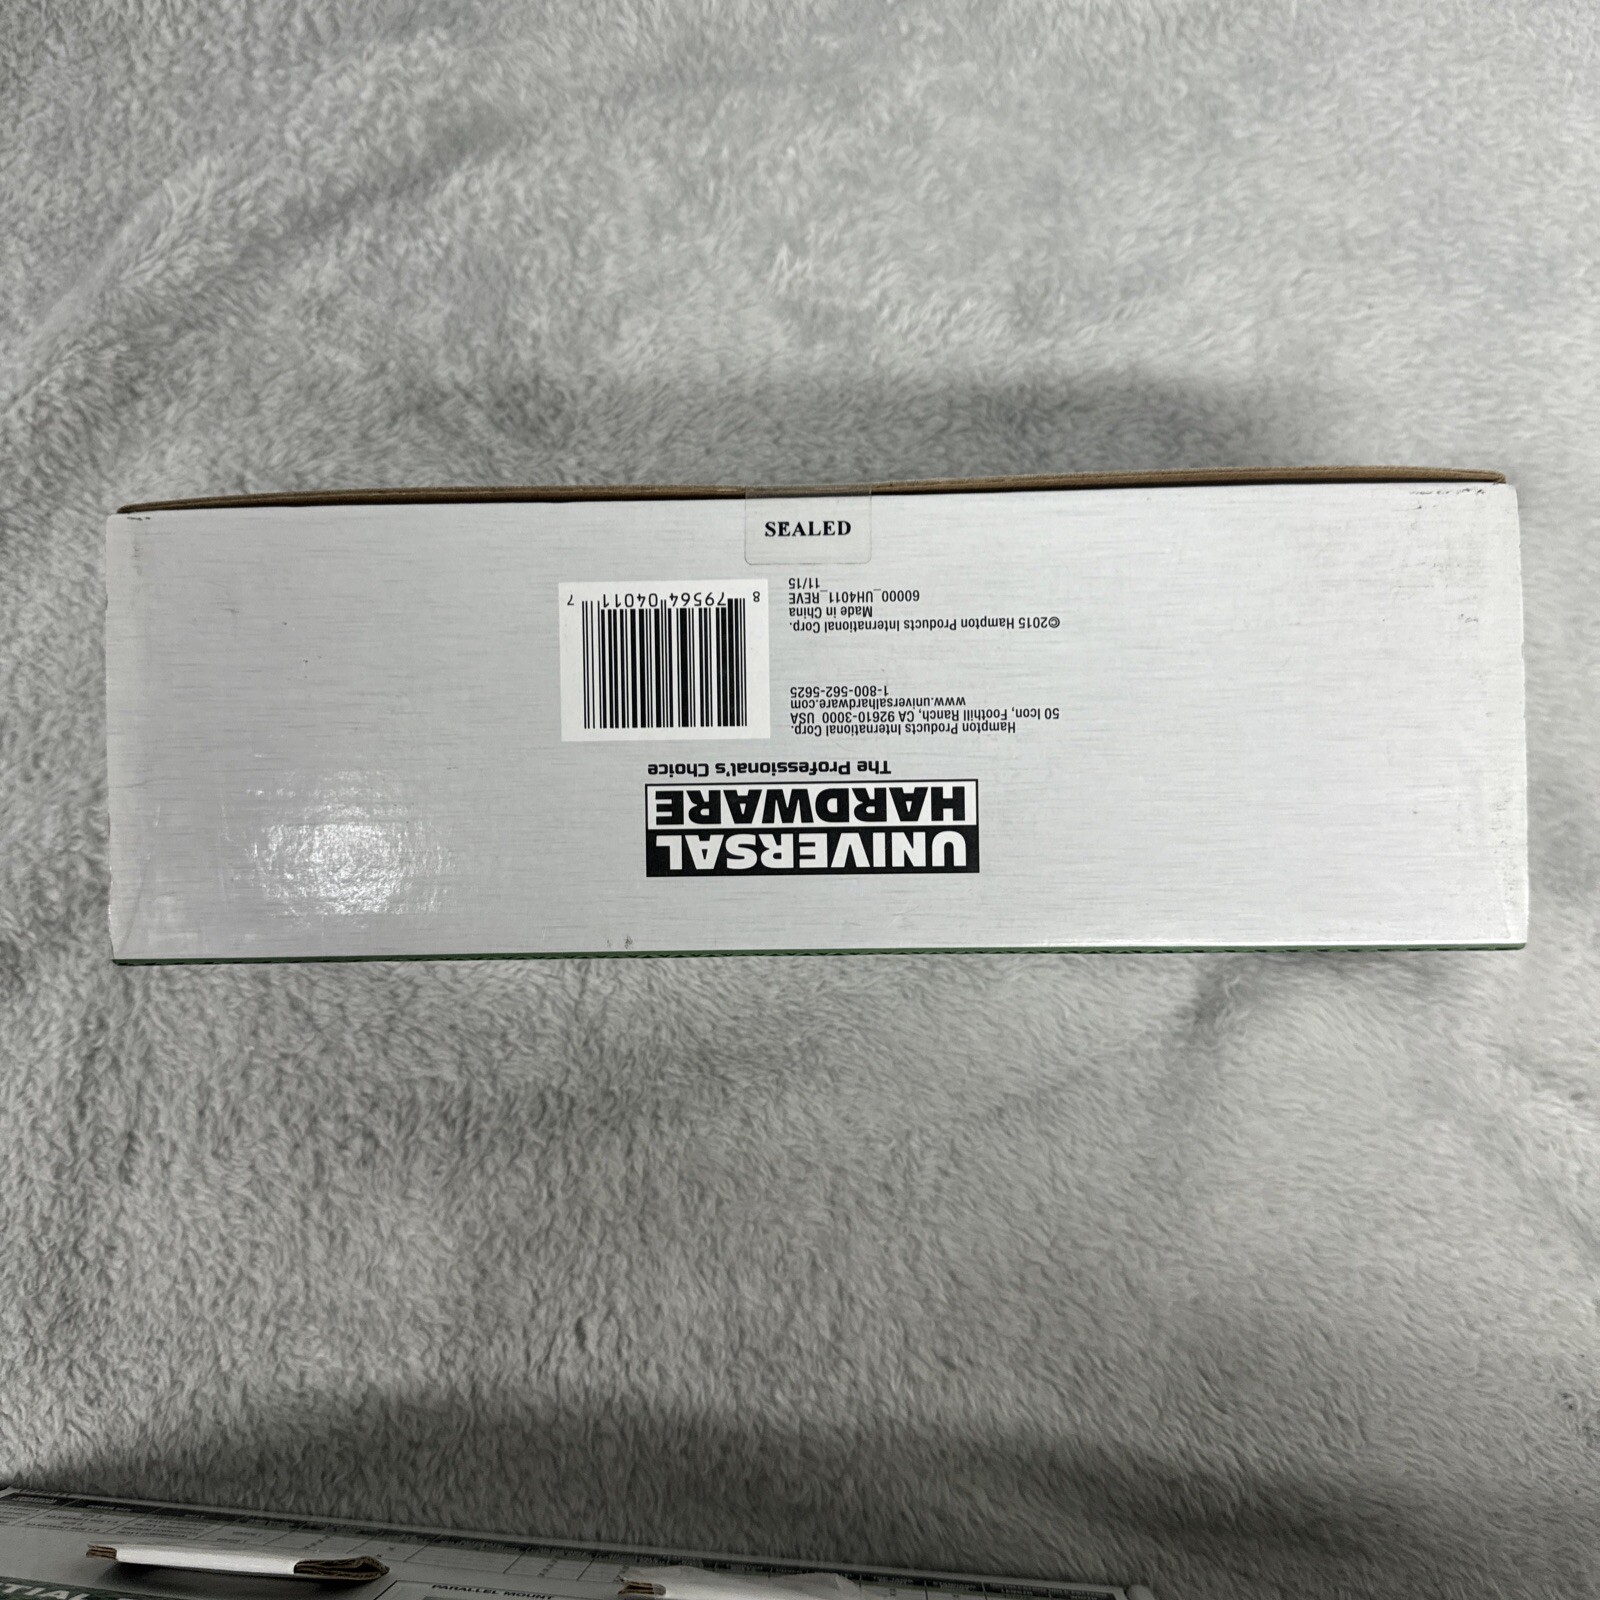 SEALED
UNIVERSAL
HARDWARE
The Professional's Choice
Hampton Products International Corp.
50 Icon, Foothill Ranch, CA 92610-3000 USA
www.universalhardware.com
1-800-562-5625
©2015 Hampton Products International Corp.
Made in China
60000_UH4011_REVE
11/15
8 79564 04011 7
PARALLEL MOUNT